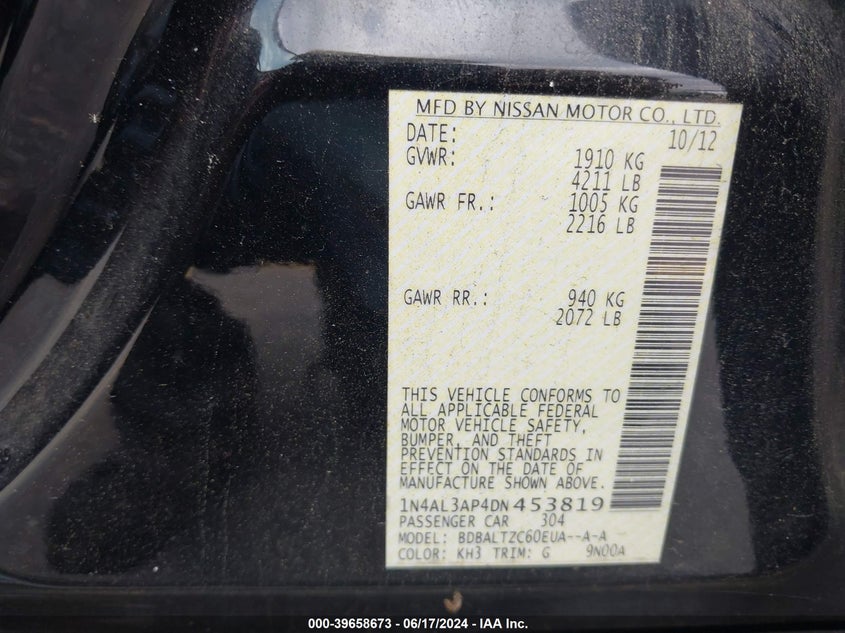 MFD BY NISSAN MOTOR CO., LTD.
DATE: 10/12
GVWR: 1910 KG
4211 LB
GAWR FR.: 1005 KG
2216 LB
GAWR RR.: 940 KG
2072 LB
THIS VEHICLE CONFORMS TO
ALL APPLICABLE FEDERAL
MOTOR VEHICLE SAFETY,
BUMPER, AND THEFT
PREVENTION STANDARDS IN
EFFECT ON THE DATE OF
MANUFACTURE SHOWN ABOVE.
1N4AL3AP4DN453819
PASSENGER CAR 304
MODEL: BDBALTZC60EUA--A-A
COLOR: KH3 TRIM: G 9N00A
000-39658673 - 06/17/2024 - IAA Inc.